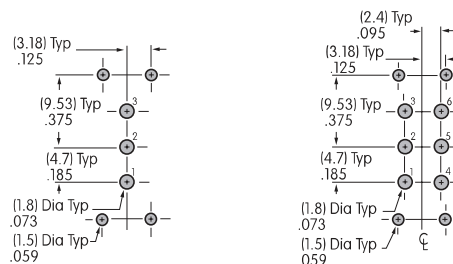 (3.18) Typ
.125
3
(9.53) Typ
.375
2
(4.7) Typ
.185
1
(1.8) Dia Typ
.073
(1.5) Dia Typ
.059
(2.4) Typ
.095
(3.18) Typ
.125
3 6
(9.53) Typ
.375
2 5
(4.7) Typ
.185
1 4
(1.8) Dia Typ
.073
(1.5) Dia Typ
.059
℄